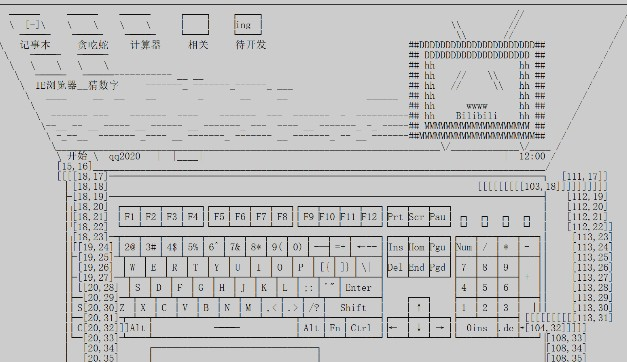 [-] ing
记事本 贪吃蛇 计算器 相关 待开发
##DDDDDDDDDDDDDDDDDDDDDD##
##DDDDDDDDDDDDDDDDDDDDDD##
## hh hh ##
## hh // \\ hh ##
IE浏览器__猜数字 ## hh // \\ hh ##
## hh hh ##
## hh wwww hh ##
## hh Bilibili hh ##
## WWWWWWWWWWWWWWWWWWWW ##
##########################
\ 开始 \ qq2020 | |____| 12:00
[15,16]
[[[[18,17] [111,17]]
[18,18] [[[[[[[[[103,18]]]]]]]]]]
[18,19] [112,19]
[18,20] [112,20]
[18,21] F1 F2 F3 F4 F5 F6 F7 F8 F9 F10 F11 F12 Prt Scr Pau [112,21]
[18,22] [112,22]]
[18,23] [113,23]
[[19,24] 2@ 3# 4$ 5% 6^ 7& 8* 9( 0) — =- ←-- Ins Hom Pgu Num / * - [113,24]
[19,25] [113,25]
[19,26] W E R T Y U I O P [{ ]} \| Del End Pgd 7 8 9 [113,26]
[19,27] [113,27]
[[20,28] S D F G H J K L :; "' Enter 4 5 6 [113,28]
[20,29] [113,29]
S[20,30] Z X C V B N M .< .> /? Shift ↑ 1 2 3 [113,30]
[20,31] [[[[[[[[[113,31]
C[20,32]]]Alt — Alt Fn Ctrl ← ↓ → 0ins .de [104,32]]]]]]]]]
[20,33] [108,33]
[20,34] [108,34]
[20,35] [108,35]